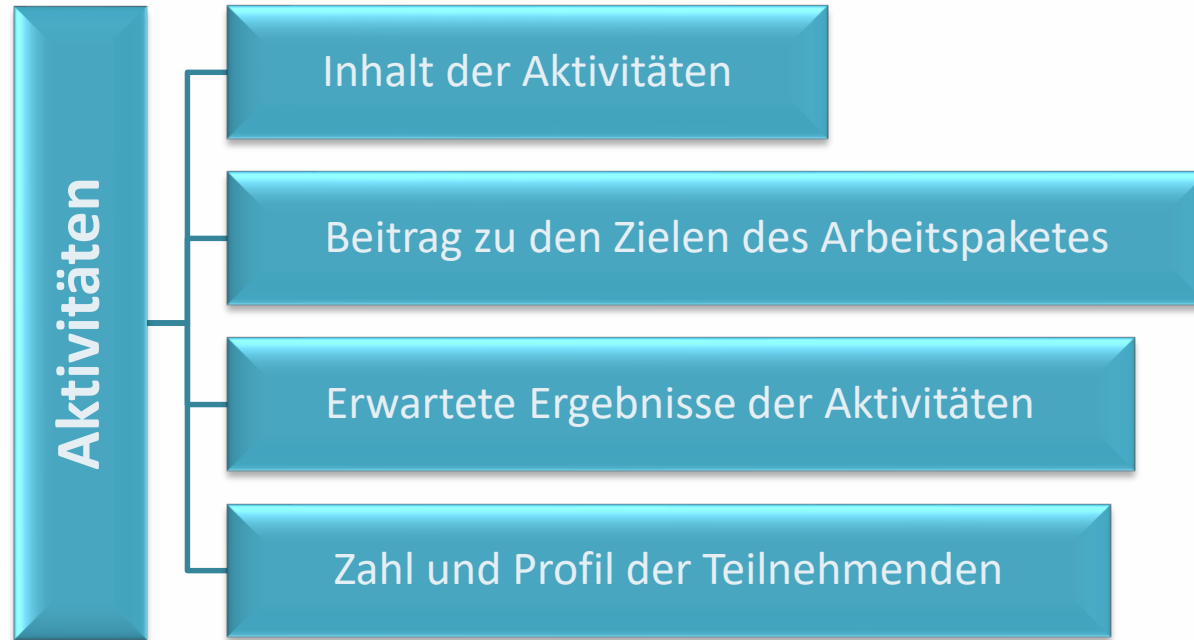 Aktivitäten
Inhalt der Aktivitäten
Beitrag zu den Zielen des Arbeitspaketes
Erwartete Ergebnisse der Aktivitäten
Zahl und Profil der Teilnehmenden